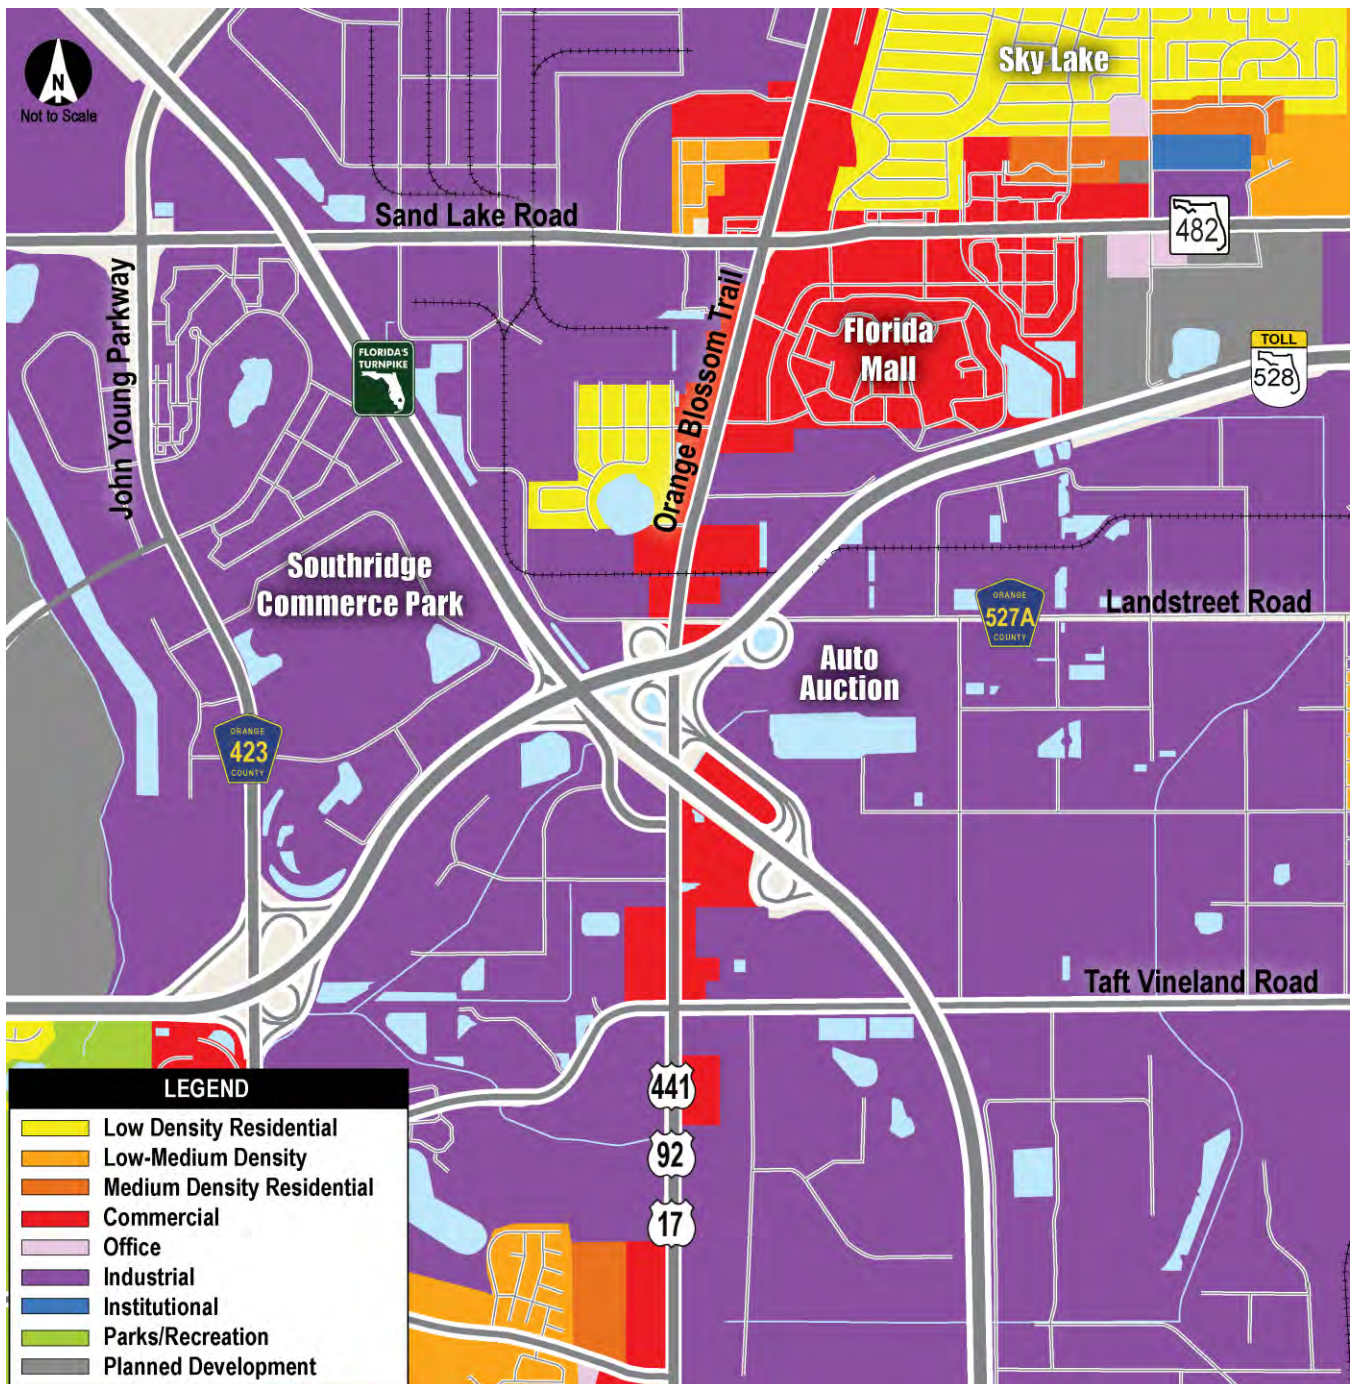 Sky Lake
N
Not to Scale
Sand Lake Road
482
John Young Parkway
Orange Blossom Trail
FLORIDA'S
TURNPIKE
Florida
Mall
TOLL
528
Southridge
Commerce Park
ORANGE
527A
COUNTY
Landstreet Road
Auto
Auction
ORANGE
423
COUNTY
Taft Vineland Road
441
92
17
LEGEND
Low Density Residential
Low-Medium Density
Medium Density Residential
Commercial
Office
Industrial
Institutional
Parks/Recreation
Planned Development